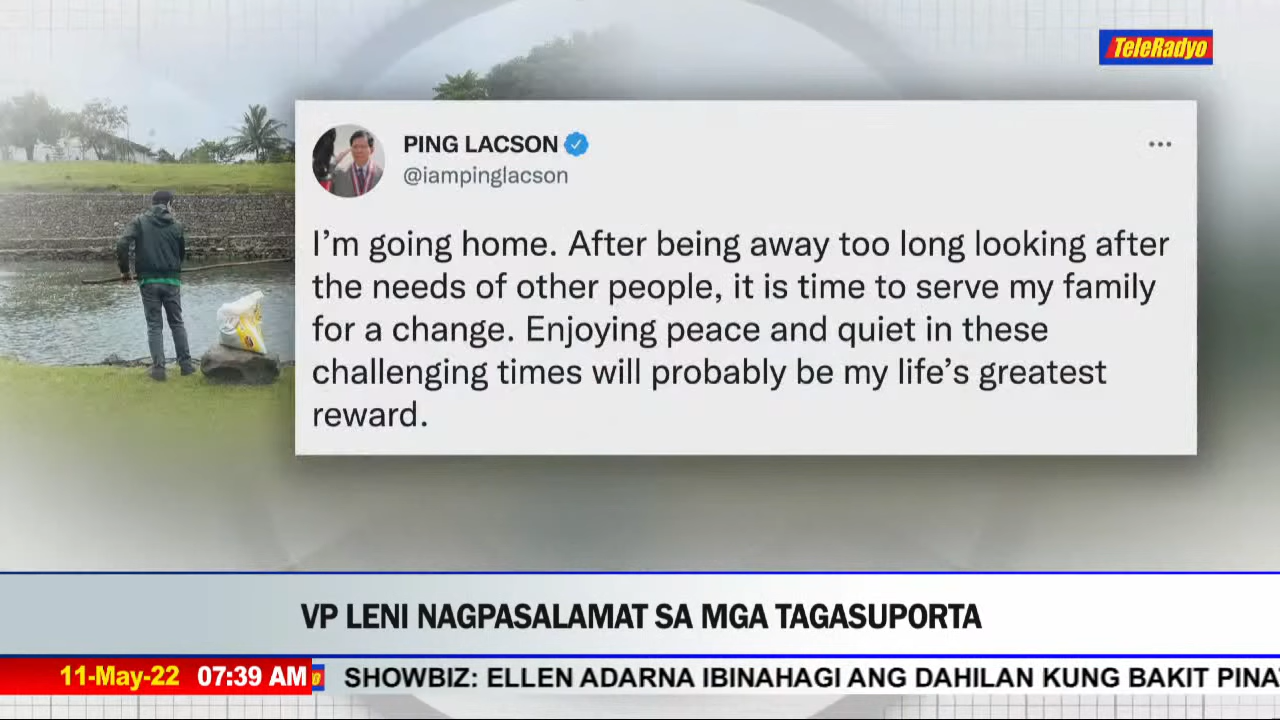 TeleRadyo
PING LACSON
@iampinglacson
I'm going home. After being away too long looking after
the needs of other people, it is time to serve my family
for a change. Enjoying peace and quiet in these
challenging times will probably be my life's greatest
reward.
VP LENI NAGPASALAMAT SA MGA TAGASUPORTA
11-May-22 07:39 AM
SHOWBIZ: ELLEN ADARNA IBINAHAGI ANG DAHILAN KUNG BAKIT